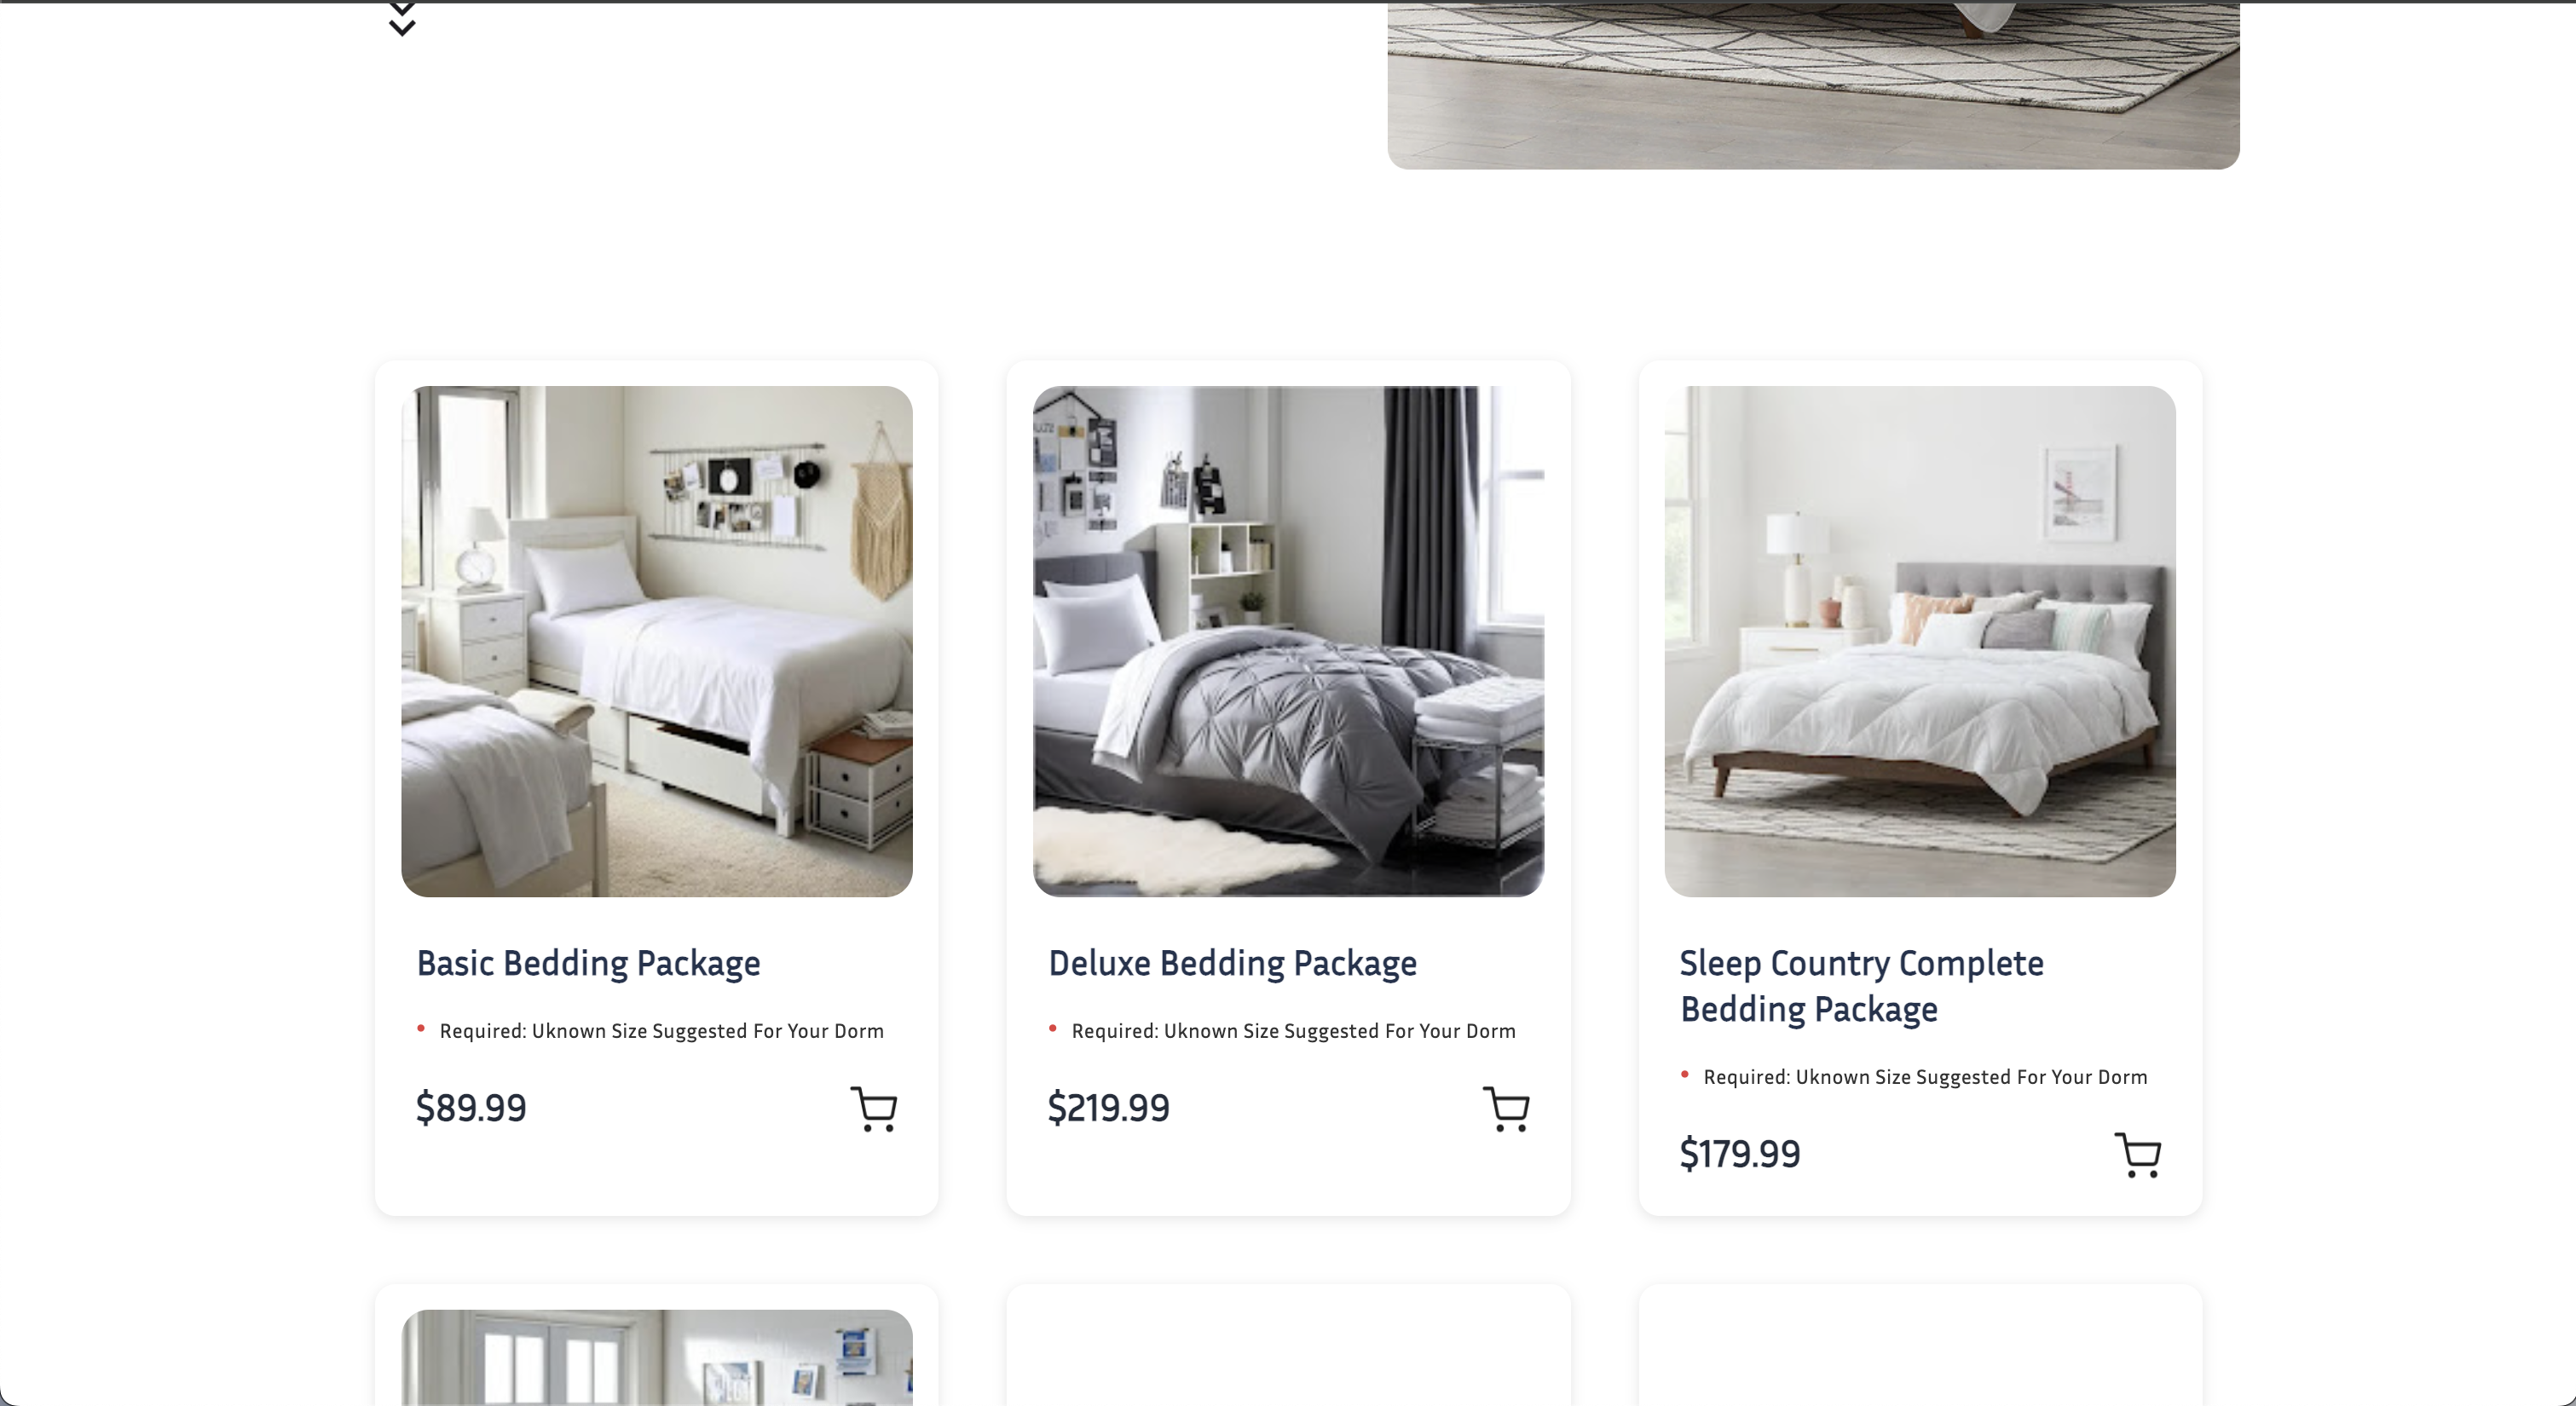 Basic Bedding Package
Required: Uknown Size Suggested For Your Dorm
$89.99
Deluxe Bedding Package
Required: Uknown Size Suggested For Your Dorm
$219.99
Sleep Country Complete
Bedding Package
Required: Uknown Size Suggested For Your Dorm
$179.99